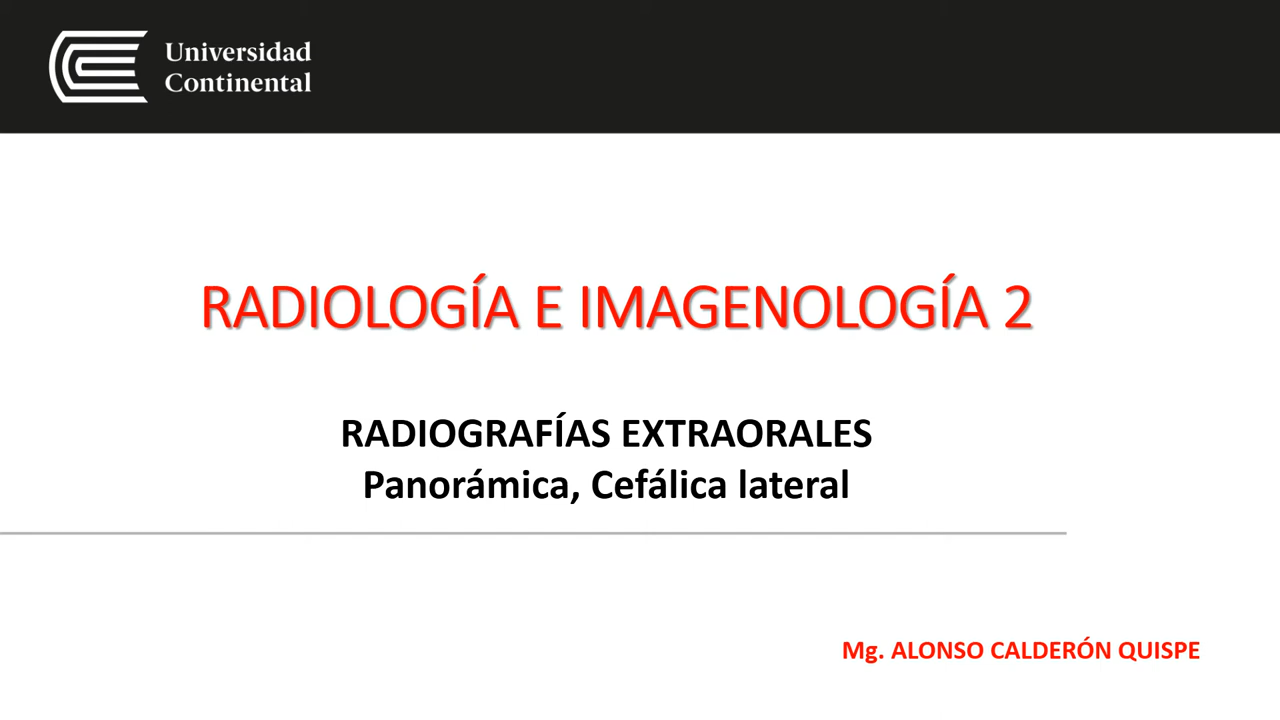 Universidad
Continental
RADIOLOGÍA E IMAGENOLOGÍA 2
RADIOGRAFÍAS EXTRAORALES
Panorámica, Cefálica lateral
Mg. ALONSO CALDERÓN QUISPE